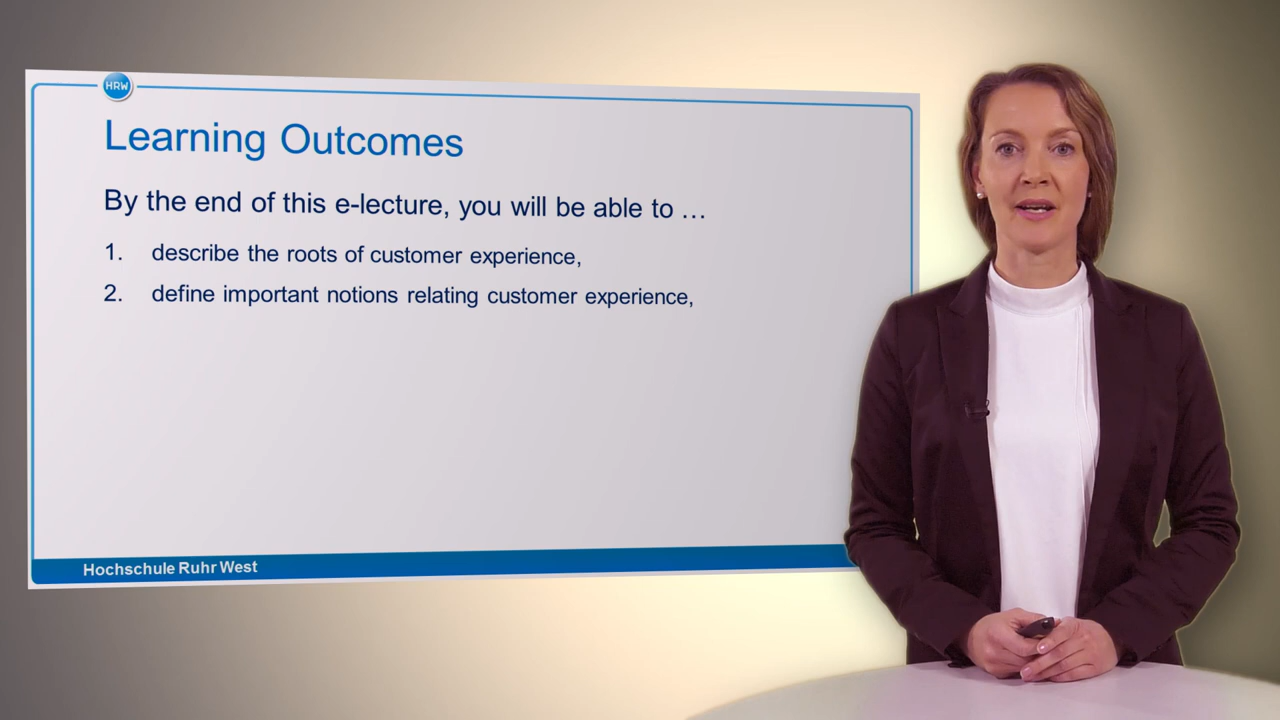 HRW
Learning Outcomes
By the end of this e-lecture, you will be able to …
1. describe the roots of customer experience,
2. define important notions relating customer experience,
Hochschule Ruhr West